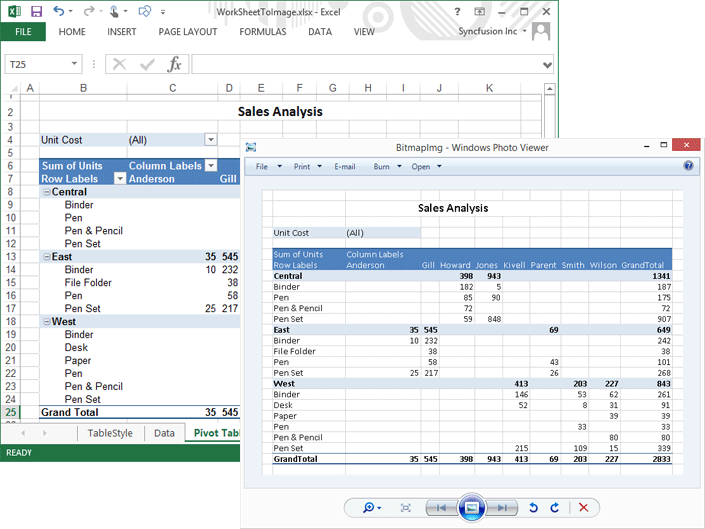 WorkSheetToImage.xlsx - Excel
FILE HOME INSERT PAGE LAYOUT FORMULAS DATA VIEW Syncfusion Inc
T25 fx
A B C D E F G H I J K
2 Sales Analysis
3
4 Unit Cost (All)
5
6 Sum of Units Column Labels
7 Row Labels Anderson Gill
8 Central
9 Binder
10 Pen
11 Pen & Pencil
12 Pen Set
13 East 35 545
14 Binder 10 232
15 File Folder 38
16 Pen 58
17 Pen Set 25 217
18 West
19 Binder
20 Desk
21 Paper
22 Pen
23 Pen & Pencil
24 Pen Set
25 Grand Total 35 545
TableStyle Data Pivot Tabl
READY
BitmapImg - Windows Photo Viewer
File Print E-mail Burn Open
Sales Analysis
Unit Cost (All)
Sum of Units Column Labels
Row Labels Anderson Gill Howard Jones Kivell Parent Smith Wilson GrandTotal
Central 398 943 1341
Binder 182 5 187
Pen 85 90 175
Pen & Pencil 72 72
Pen Set 59 848 907
East 35 545 69 649
Binder 10 232 242
File Folder 38 38
Pen 58 43 101
Pen Set 25 217 26 268
West 413 203 227 843
Binder 146 53 62 261
Desk 52 8 31 91
Paper 39 39
Pen 33 33
Pen & Pencil 80 80
Pen Set 215 109 15 339
GrandTotal 35 545 398 943 413 69 203 227 2833